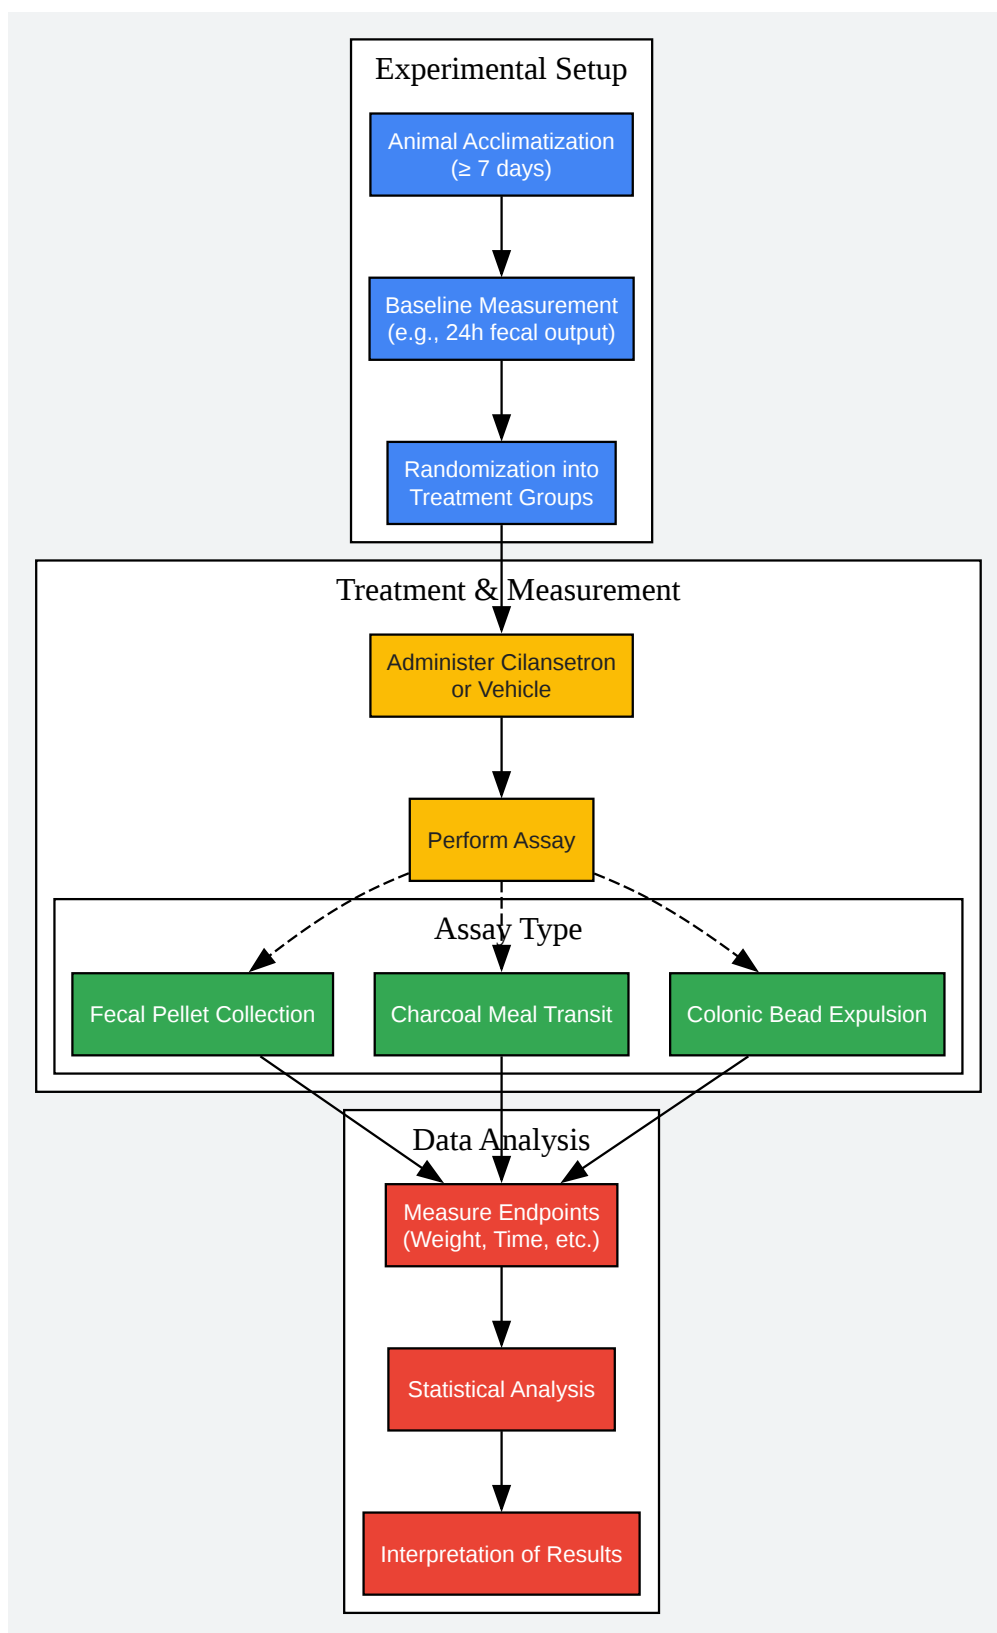 Experimental Setup
Animal Acclimatization
(≥ 7 days)
Baseline Measurement
(e.g., 24h fecal output)
Randomization into
Treatment Groups
Treatment & Measurement
Administer Cilansetron
or Vehicle
Perform Assay
Assay Type
Fecal Pellet Collection
Charcoal Meal Transit
Colonic Bead Expulsion
Data Analysis
Measure Endpoints
(Weight, Time, etc.)
Statistical Analysis
Interpretation of Results